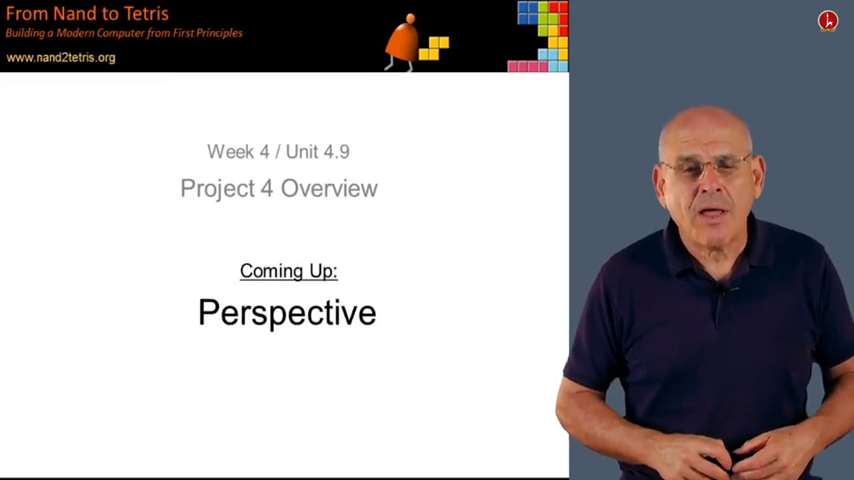 From Nand to Tetris
Building a Modern Computer from First Principles
www.nand2tetris.org
Week 4 / Unit 4.9
Project 4 Overview
Coming Up:
Perspective